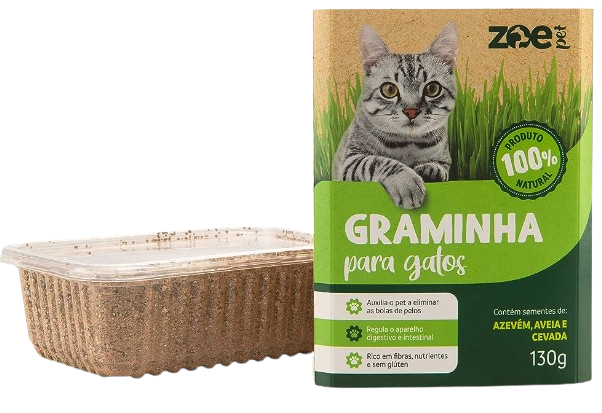 zoe pet
PRODUTO
100%
NATURAL
GRAMINHA
para gatos
Auxilia o pet a eliminar
as bolas de pelos
Regula o aparelho
digestivo e intestinal
Rico em fibras, nutrientes
e sem glúten
Contém sementes de:
AZEVÉM, AVEIA E
CEVADA
130g